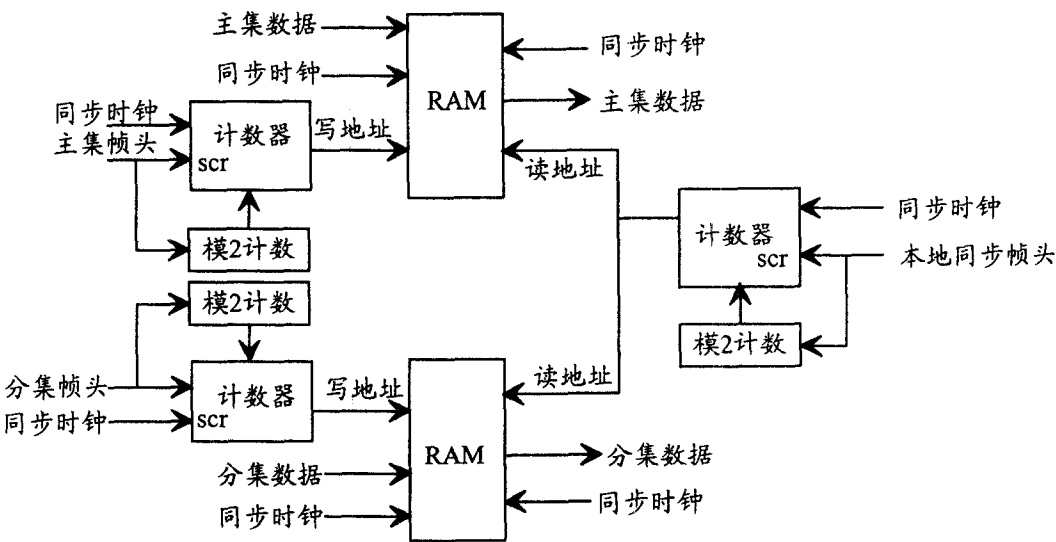 主集数据
同步时钟
RAM
同步时钟
主集数据
同步时钟
主集帧头
计数器
scr
写地址
读地址
模2计数
计数器
scr
同步时钟
本地同步帧头
模2计数
模2计数
分集帧头
同步时钟
计数器
scr
写地址
读地址
RAM
分集数据
同步时钟
分集数据
同步时钟